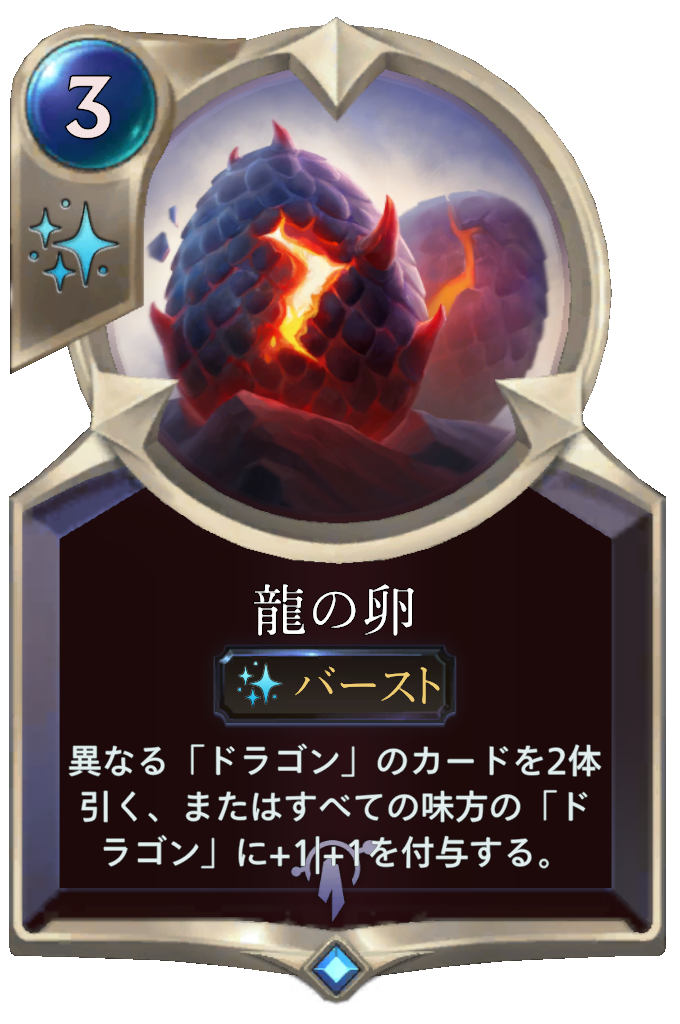 3
龍の卵
バースト
異なる「ドラゴン」のカードを2体
引く、またはすべての味方の「ド
ラゴン」に+1|+1を付与する。